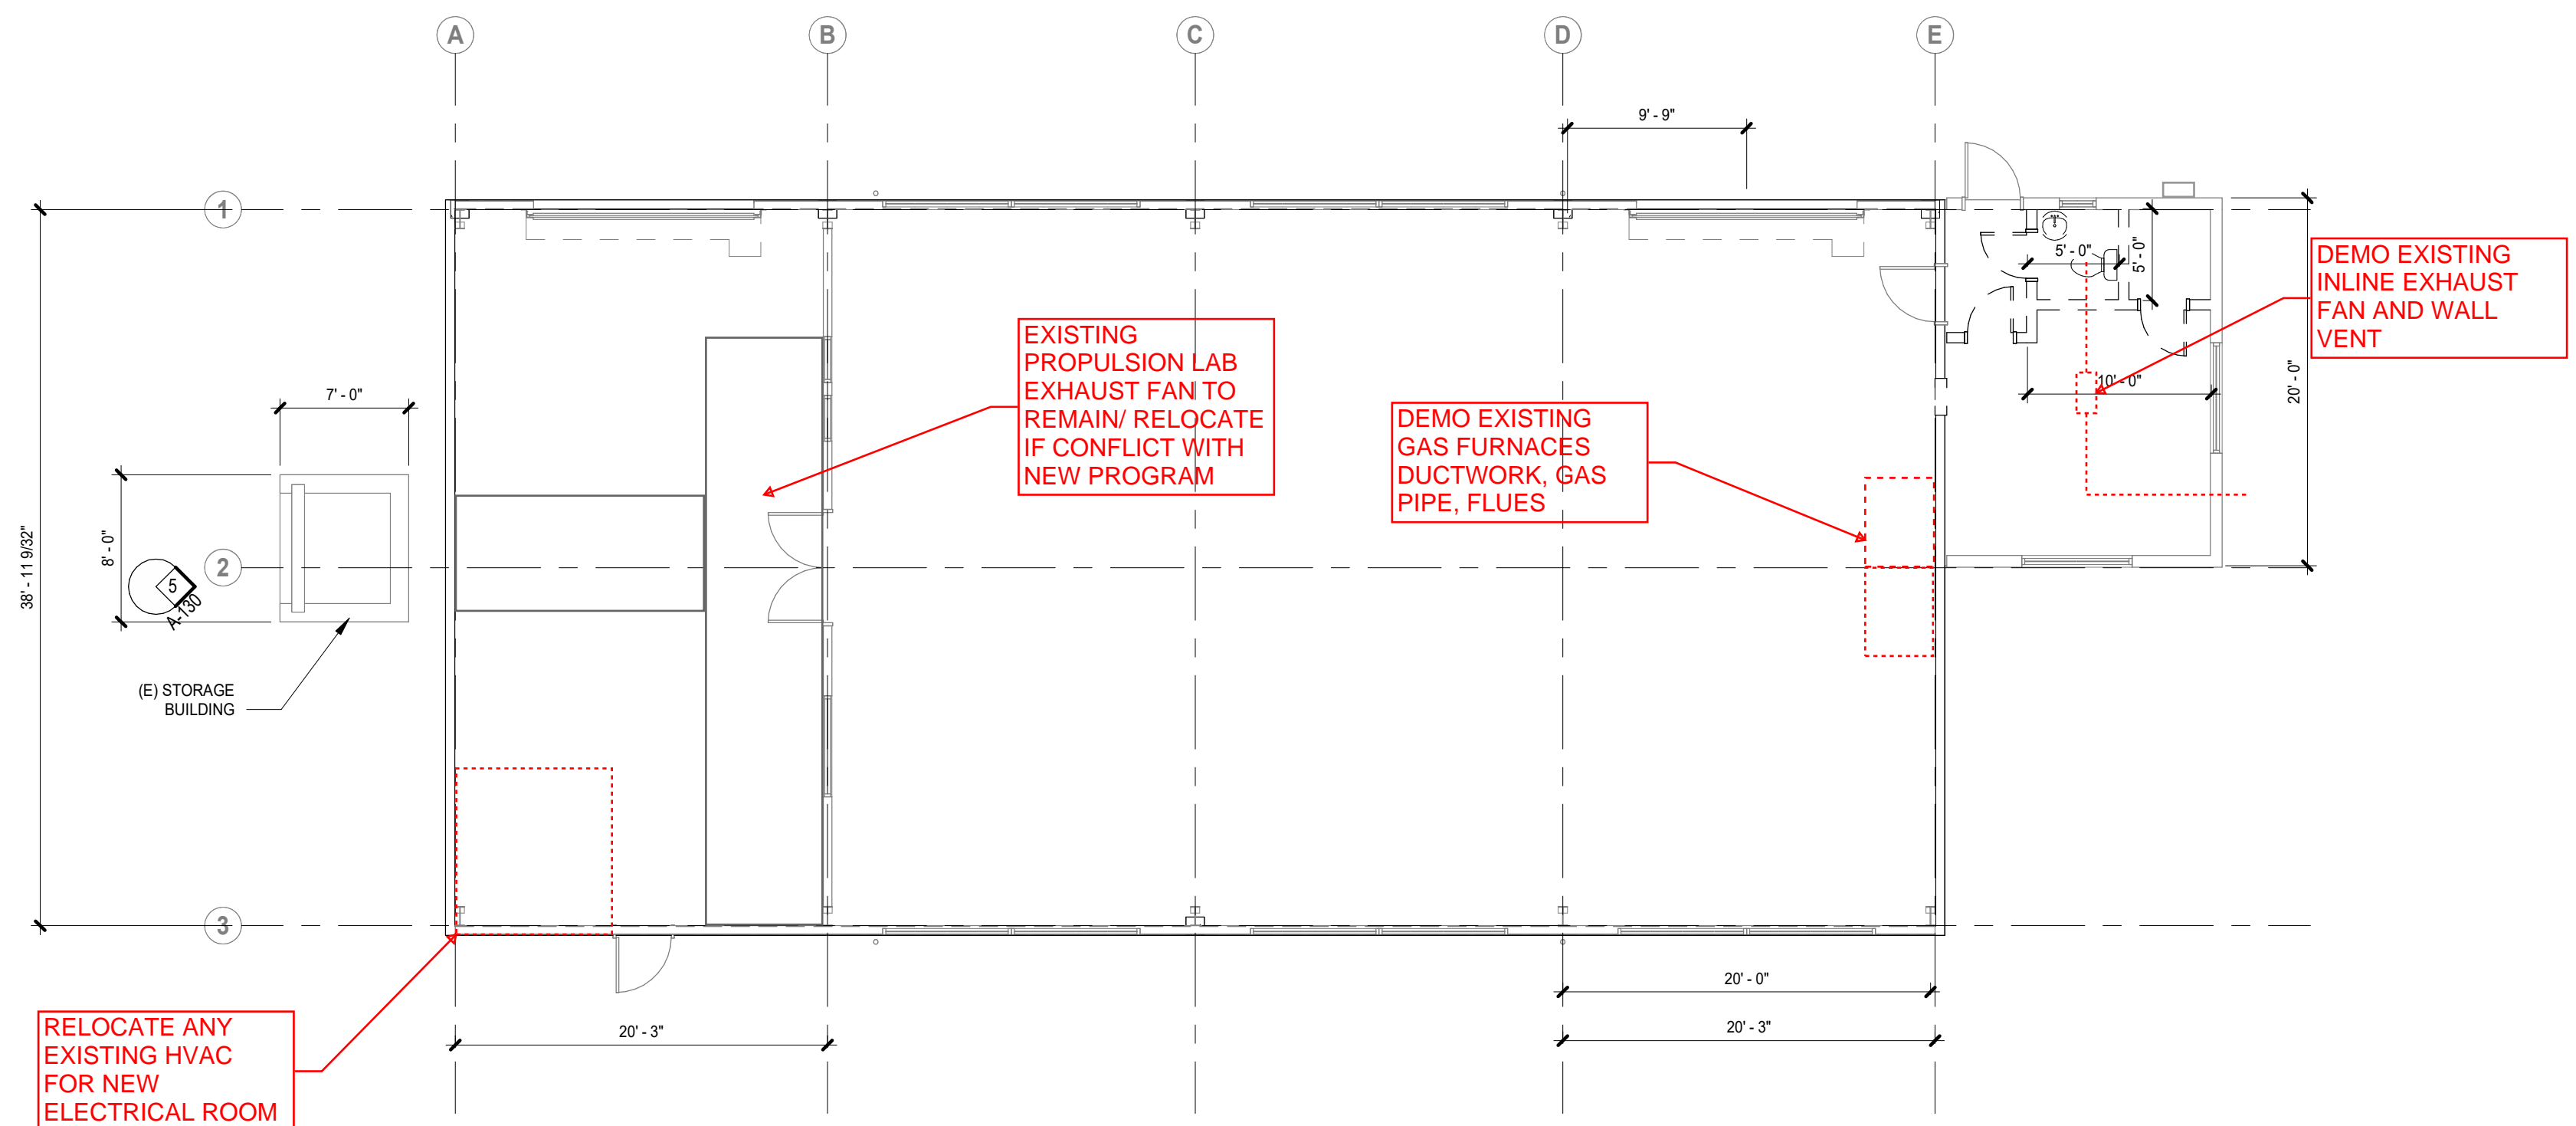 A
B
C
D
E
9' - 9"
1
5' - 0"
5' - 0"
DEMO EXISTING
INLINE EXHAUST
FAN AND WALL
VENT
EXISTING
PROPULSION LAB
EXHAUST FAN TO
REMAIN/ RELOCATE
IF CONFLICT WITH
NEW PROGRAM
10' - 0"
20' - 0"
7' - 0"
DEMO EXISTING
GAS FURNACES
DUCTWORK, GAS
PIPE, FLUES
38' - 11 9/32"
8' - 0"
2
5
A-130
(E) STORAGE
BUILDING
3
20' - 0"
20' - 3"
20' - 3"
RELOCATE ANY
EXISTING HVAC
FOR NEW
ELECTRICAL ROOM